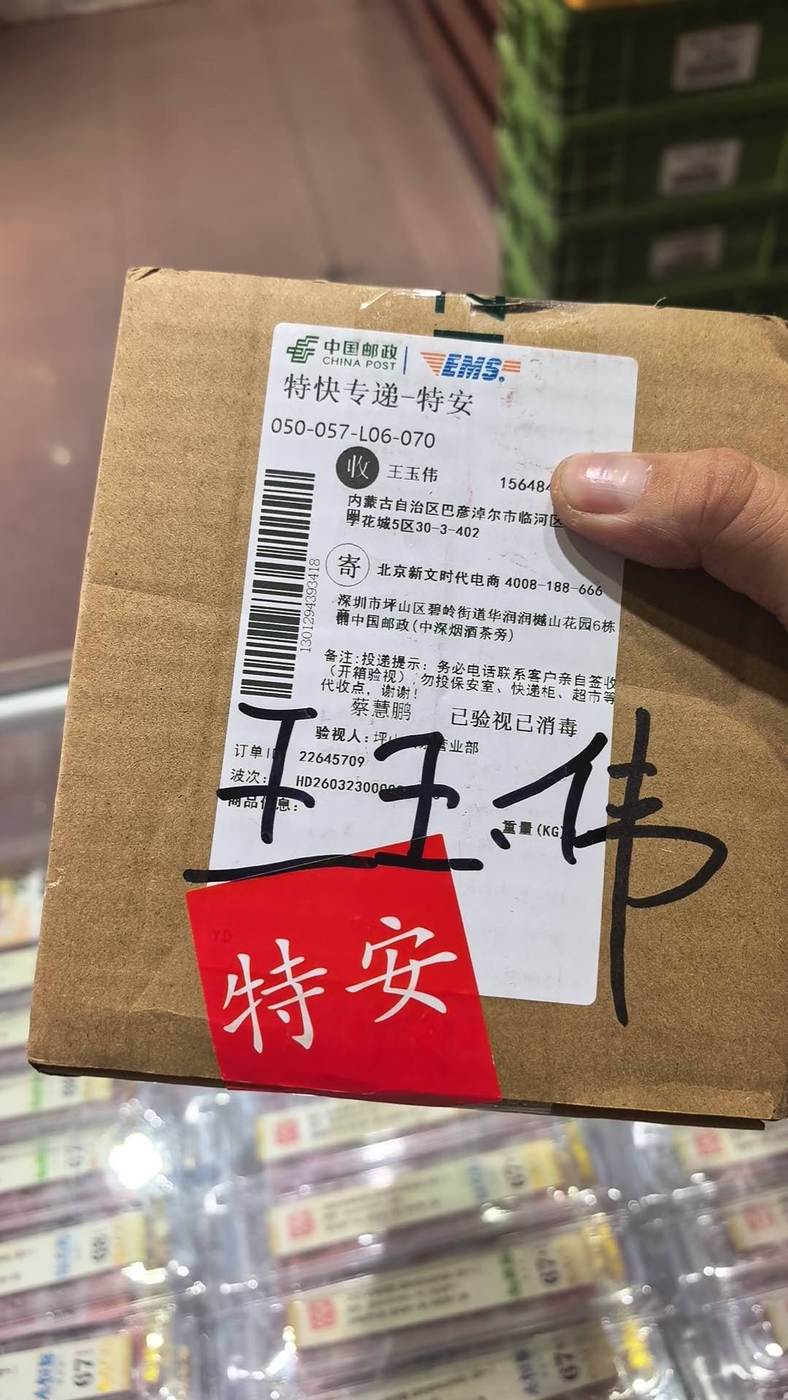 中国邮政
CHINA POST
EMS
特快专递-特安
050-057-L06-070
收 王玉伟 15648
内蒙古自治区巴彦淖尔市临河区
学花城5区30-3-402
寄 北京新文时代电商 4008-188-666
深圳市坪山区碧岭街道华润润樾山花园6栋
中国邮政(中深烟酒茶旁)
1301294393418
备注:投递提示: 务必电话联系客户亲自签收
(开箱验视),勿投保安室、快递柜、超市等
代收点, 谢谢!
蔡慧鹏 已验视已消毒
验视人: 坪山 营业部
订单ID 22645709
波次: HD26032300
商品信息:
重量(KG)
王玉伟
特安